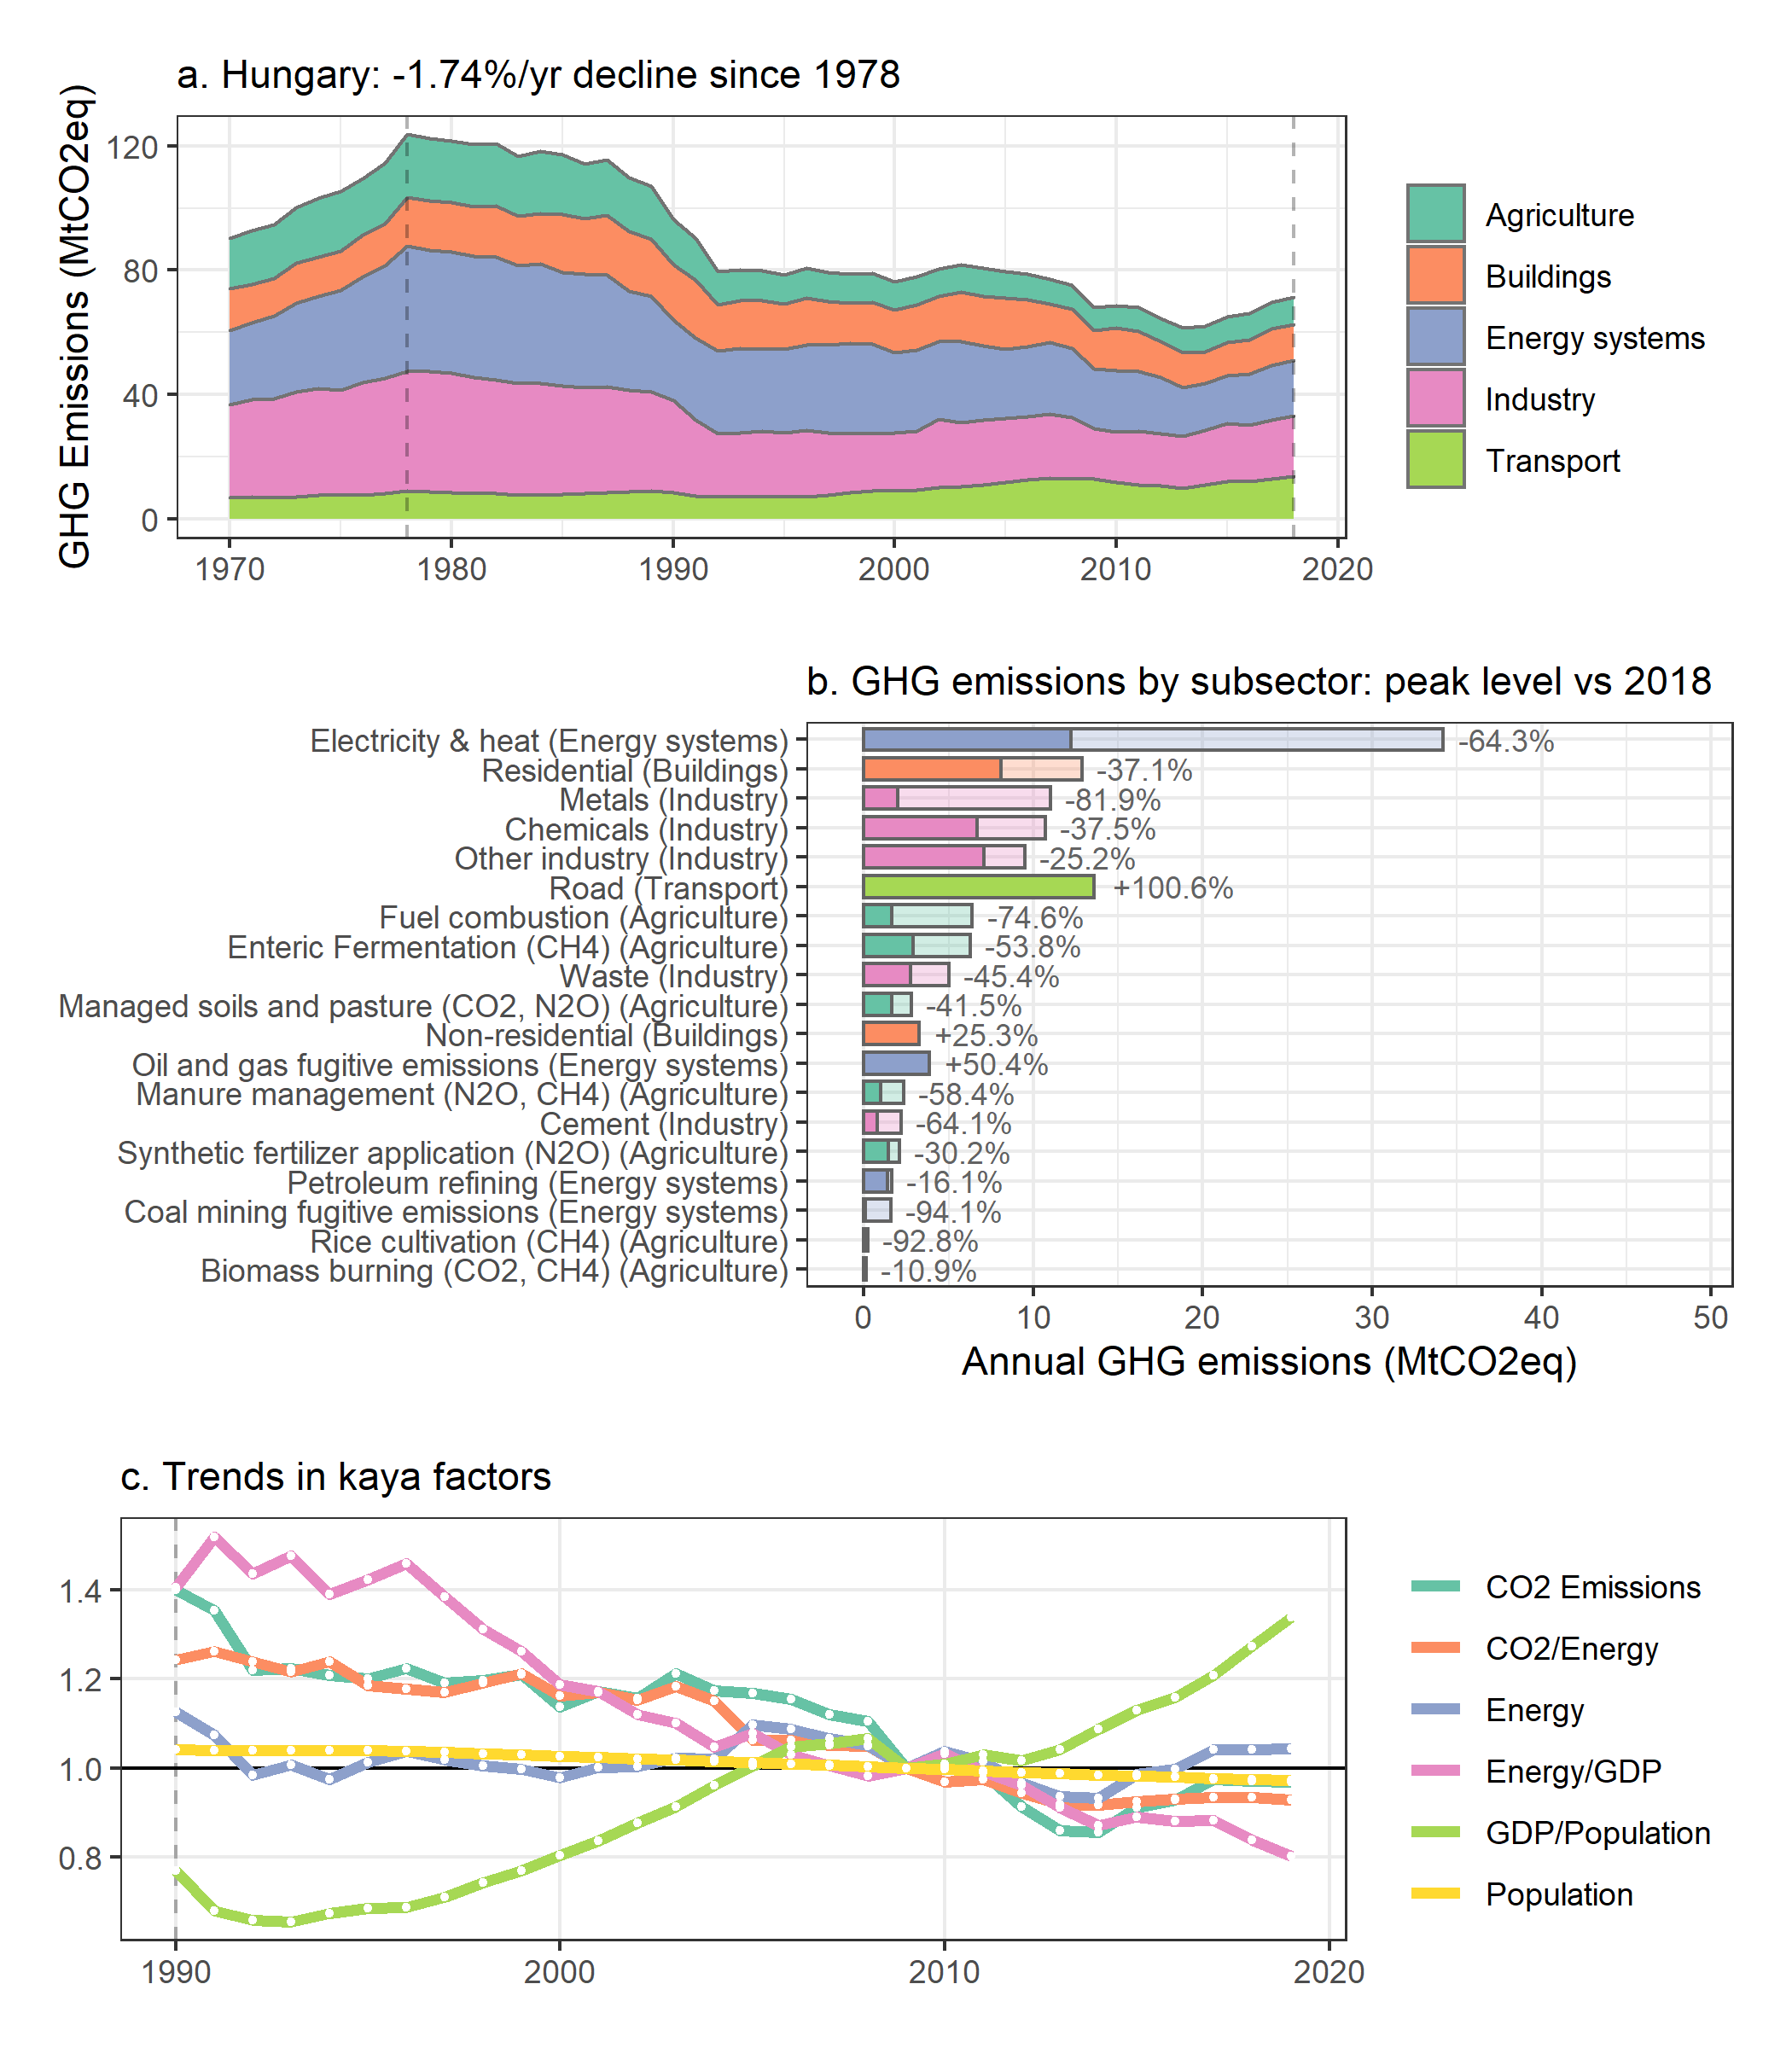 a. Hungary: -1.74%/yr decline since 1978
GHG Emissions (MtCO2eq)
120
80
40
0
1970 1980 1990 2000 2010 2020
Agriculture
Buildings
Energy systems
Industry
Transport
b. GHG emissions by subsector: peak level vs 2018
Electricity & heat (Energy systems) -64.3%
Residential (Buildings) -37.1%
Metals (Industry) -81.9%
Chemicals (Industry) -37.5%
Other industry (Industry) -25.2%
Road (Transport) +100.6%
Fuel combustion (Agriculture) -74.6%
Enteric Fermentation (CH4) (Agriculture) -53.8%
Waste (Industry) -45.4%
Managed soils and pasture (CO2, N2O) (Agriculture) -41.5%
Non-residential (Buildings) +25.3%
Oil and gas fugitive emissions (Energy systems) +50.4%
Manure management (N2O, CH4) (Agriculture) -58.4%
Cement (Industry) -64.1%
Synthetic fertilizer application (N2O) (Agriculture) -30.2%
Petroleum refining (Energy systems) -16.1%
Coal mining fugitive emissions (Energy systems) -94.1%
Rice cultivation (CH4) (Agriculture) -92.8%
Biomass burning (CO2, CH4) (Agriculture) -10.9%
0 10 20 30 40 50
Annual GHG emissions (MtCO2eq)
c. Trends in kaya factors
1.4
1.2
1.0
0.8
1990 2000 2010 2020
CO2 Emissions
CO2/Energy
Energy
Energy/GDP
GDP/Population
Population